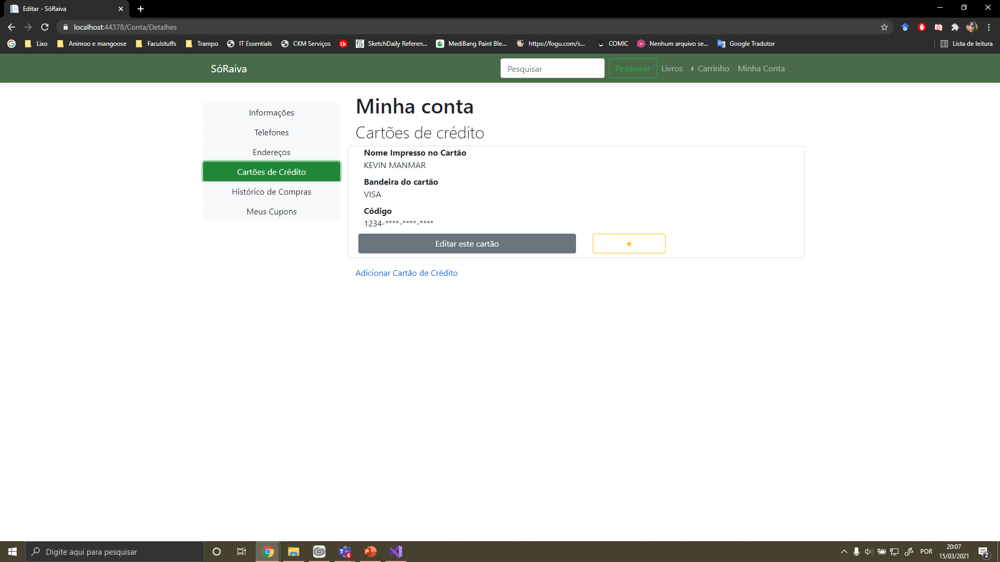 Editar - SóRaiva
localhost:44378/Conta/Detalhes
Lixo
Animoo e mangoose
Faculstuffs
Trampo
IT Essentials
CKM Serviços
tk
SketchDaily Referen...
MediBang Paint Ble...
https://fogu.com/s...
COMIC
Nenhum arquivo se...
Google Tradutor
Lista de leitura
SóRaiva
Pesquisar
Pesquisar
Livros
Carrinho
Minha Conta
Informações
Telefones
Endereços
Cartões de Crédito
Histórico de Compras
Meus Cupons
Minha conta
Cartões de crédito
Nome Impresso no Cartão
KEVIN MANMAR
Bandeira do cartão
VISA
Código
1234-****-****-****
Editar este cartão
★
Adicionar Cartão de Crédito
Digite aqui para pesquisar
4
POR
20:07
15/03/2021
2